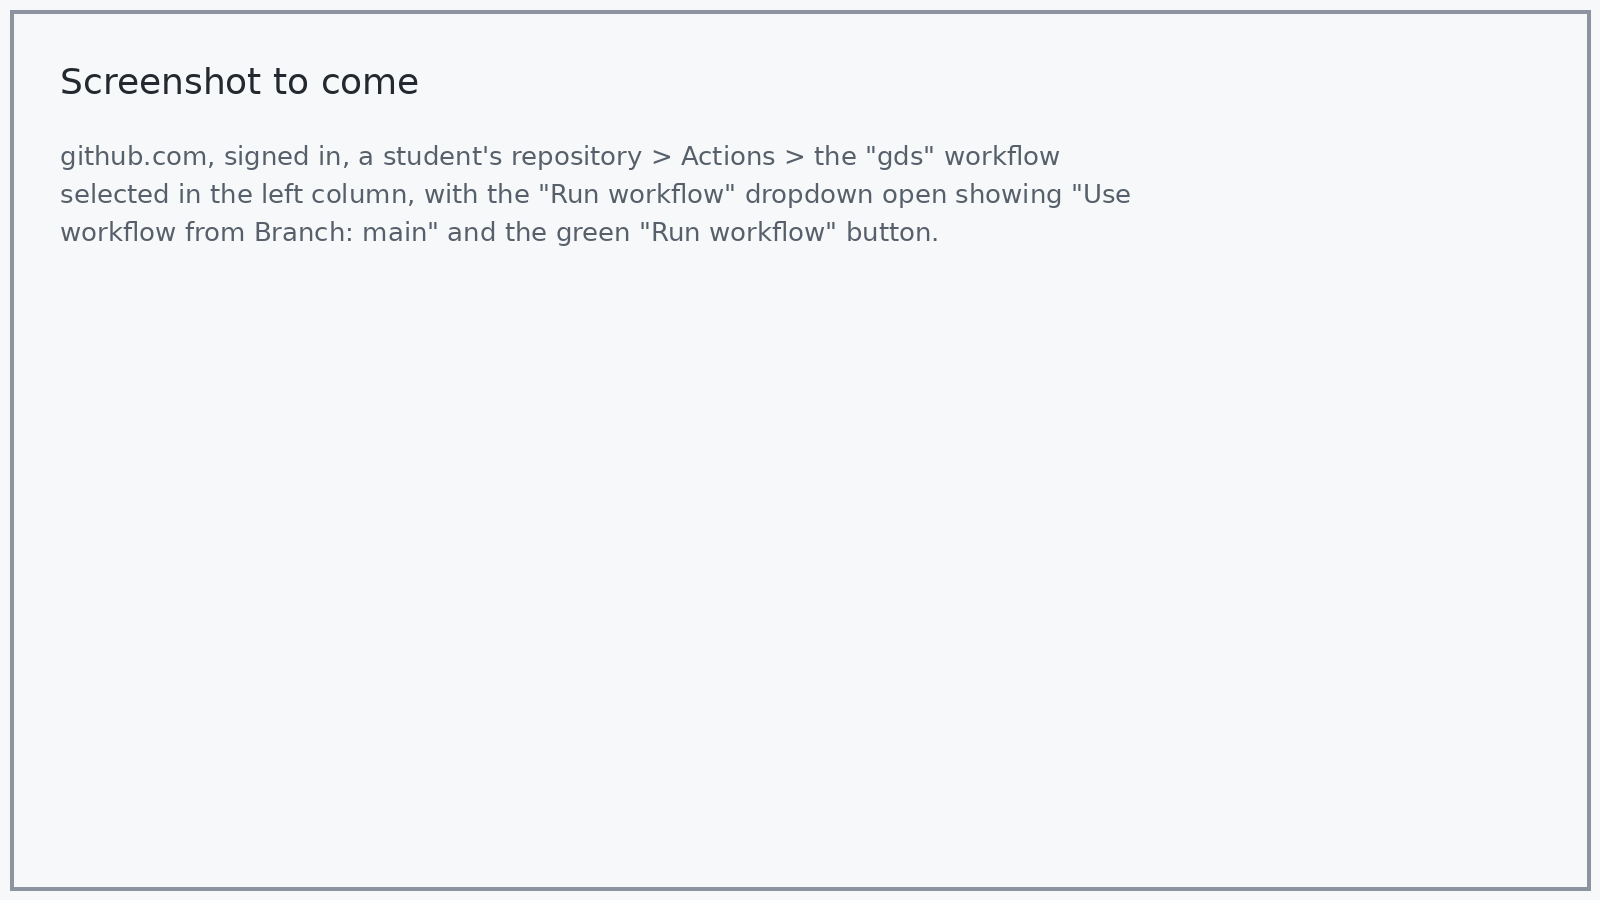 Screenshot to come
github.com, signed in, a student's repository > Actions > the "gds" workflow
selected in the left column, with the "Run workflow" dropdown open showing "Use
workflow from Branch: main" and the green "Run workflow" button.